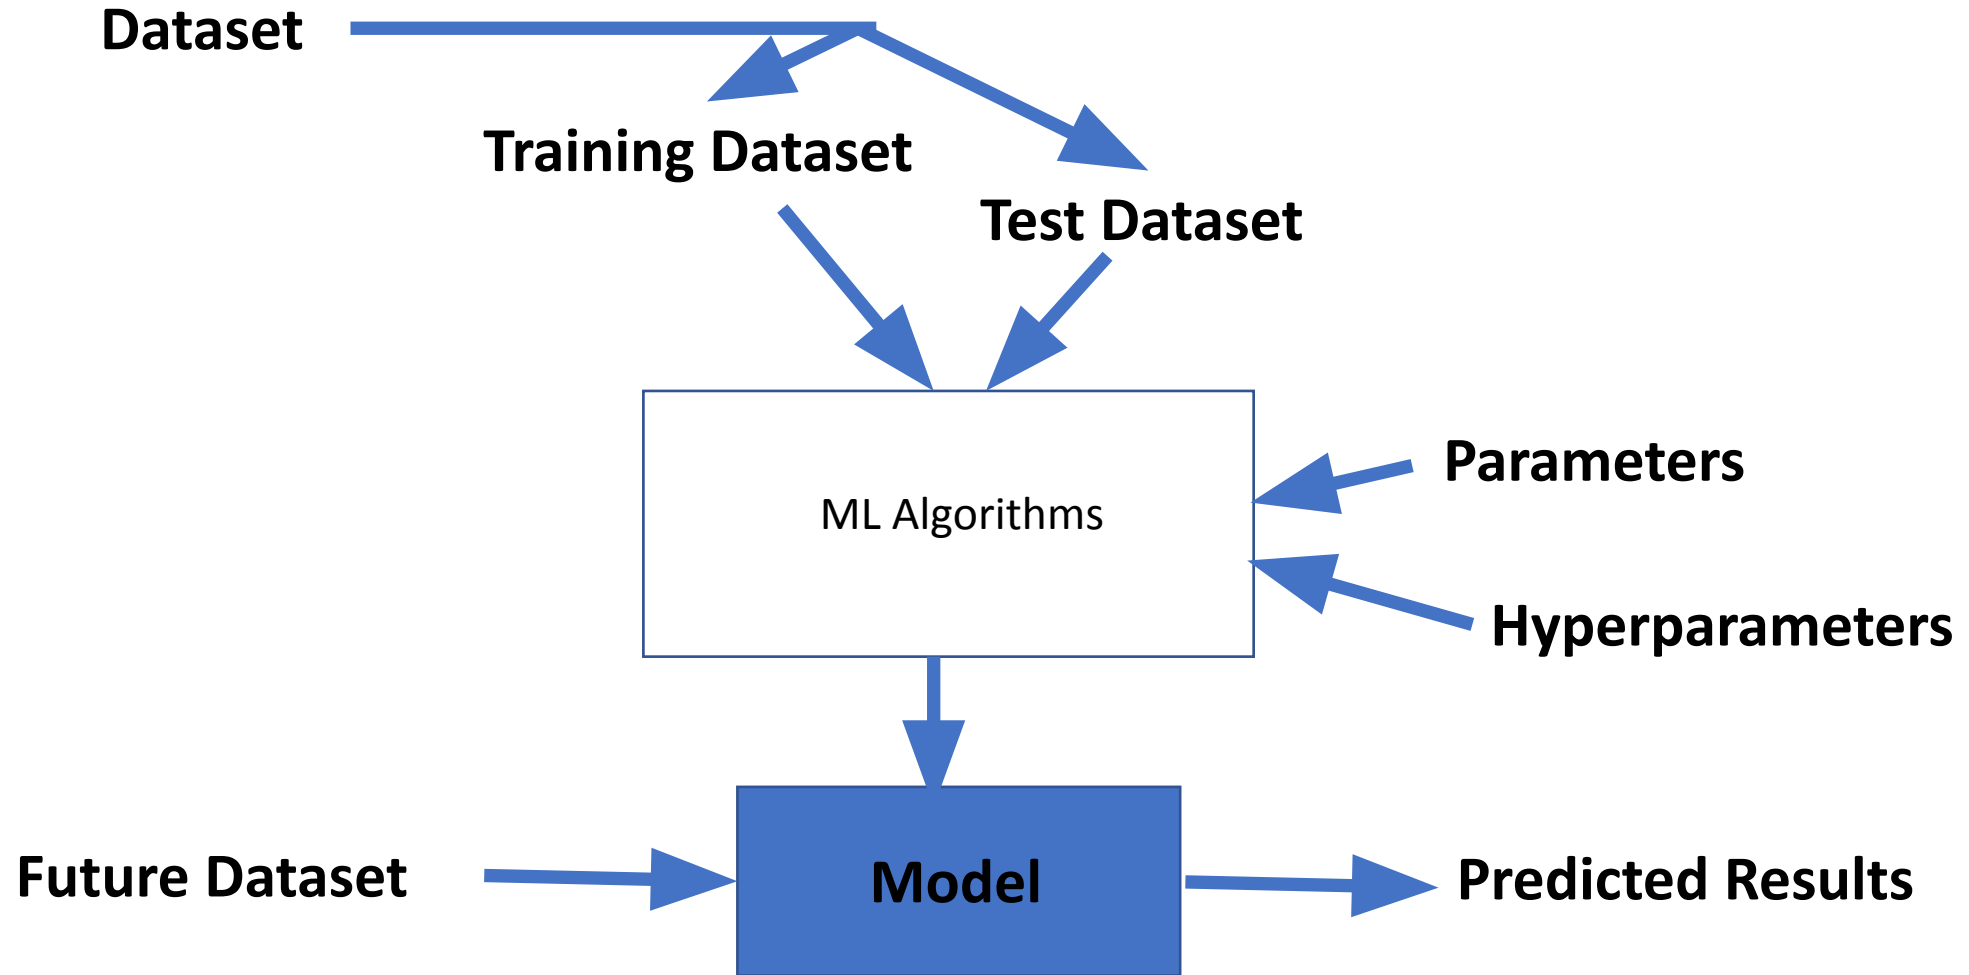 Dataset
Training Dataset
Test Dataset
Parameters
ML Algorithms
Hyperparameters
Future Dataset
Model
Predicted Results